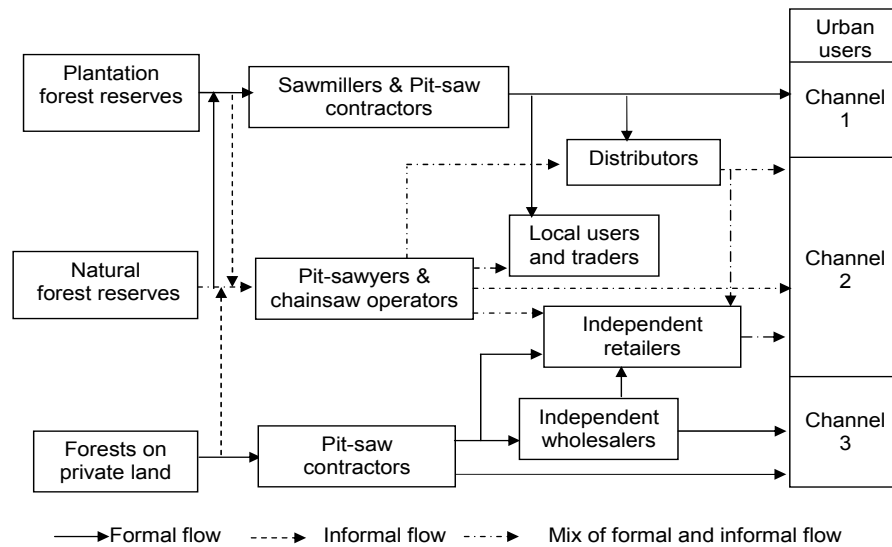 Urban
users
Plantation
forest reserves
Sawmillers & Pit-saw
contractors
Channel
1
Distributors
Local users
and traders
Natural
forest reserves
Pit-sawyers &
chainsaw operators
Channel
2
Independent
retailers
Forests on
private land
Pit-saw
contractors
Independent
wholesalers
Channel
3
Formal flow
Informal flow
Mix of formal and informal flow